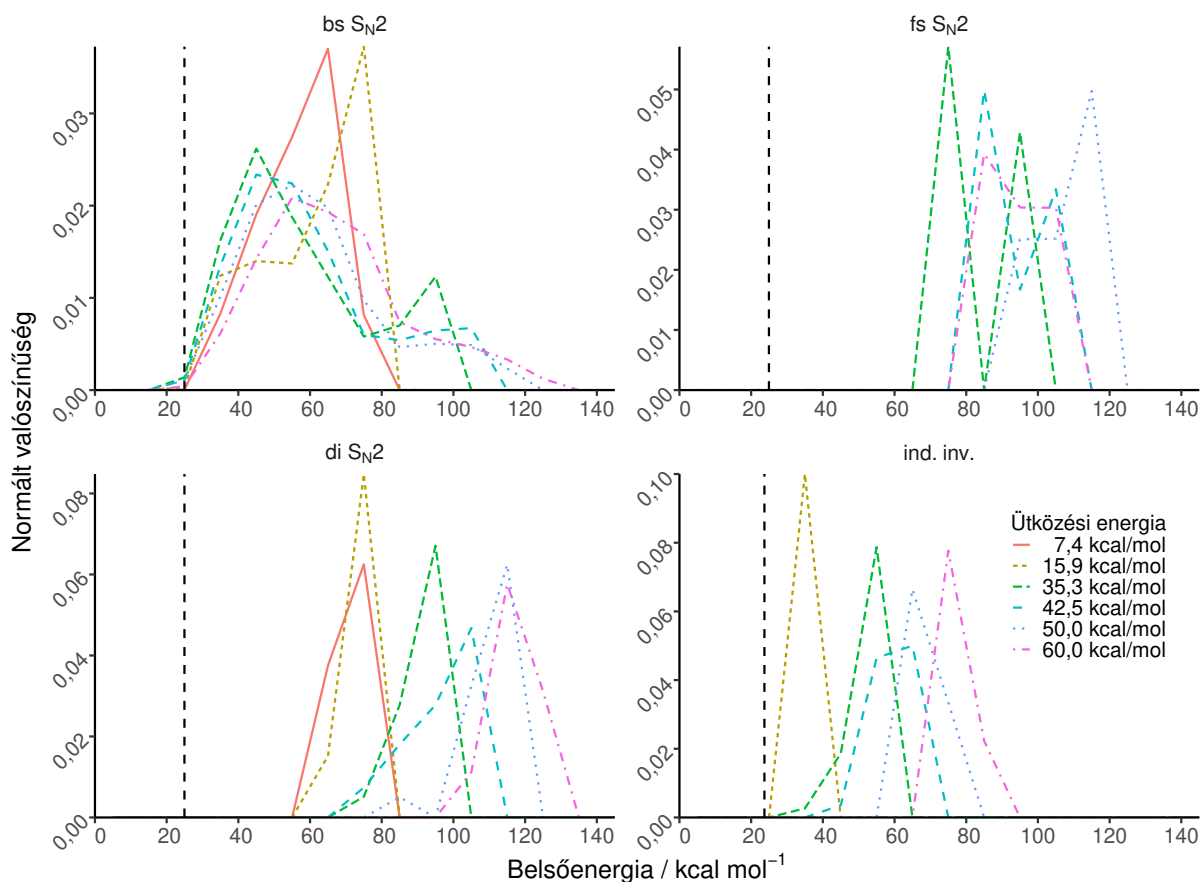 bs S_N2
fs S_N2
0,03
0,02
0,01
0,00
0 20 40 60 80 100 120 140
0,05
0,04
0,03
0,02
0,01
0,00
0 20 40 60 80 100 120 140
Normált valószínűség
di S_N2
ind. inv.
0,08
0,06
0,04
0,02
0,00
0 20 40 60 80 100 120 140
0,10
0,08
0,06
0,04
0,02
0,00
0 20 40 60 80 100 120 140
Ütközési energia
7,4 kcal/mol
15,9 kcal/mol
35,3 kcal/mol
42,5 kcal/mol
50,0 kcal/mol
60,0 kcal/mol
Belsőenergia / kcal mol⁻¹